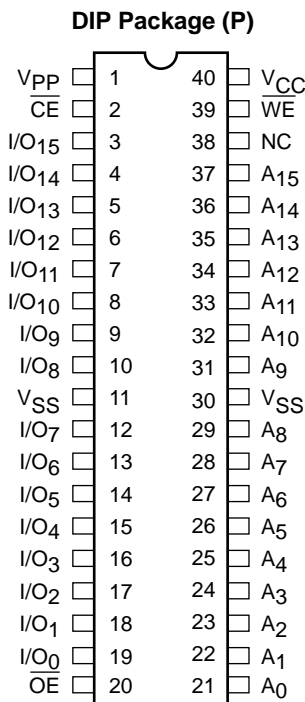 DIP Package (P)
VPP 1 40 VCC
CE 2 39 WE
I/O15 3 38 NC
I/O14 4 37 A15
I/O13 5 36 A14
I/O12 6 35 A13
I/O11 7 34 A12
I/O10 8 33 A11
I/O9 9 32 A10
I/O8 10 31 A9
VSS 11 30 VSS
I/O7 12 29 A8
I/O6 13 28 A7
I/O5 14 27 A6
I/O4 15 26 A5
I/O3 16 25 A4
I/O2 17 24 A3
I/O1 18 23 A2
I/O0 19 22 A1
OE 20 21 A0